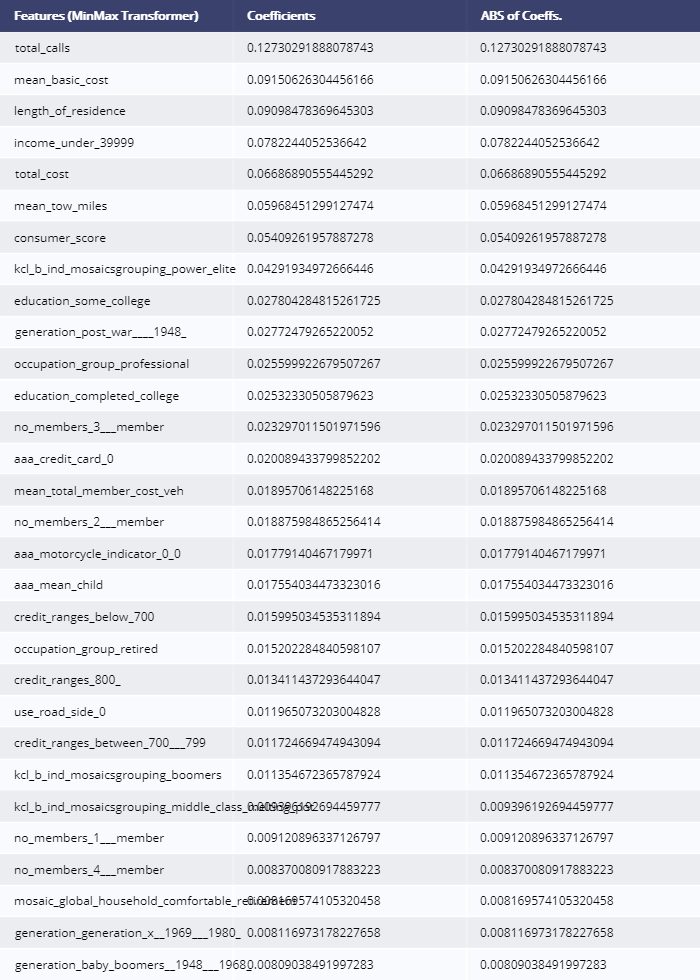 Features (MinMax Transformer) Coefficients ABS of Coeffs.
total_calls 0.12730291888078743 0.12730291888078743
mean_basic_cost 0.09150626304456166 0.09150626304456166
length_of_residence 0.09098478369645303 0.09098478369645303
income_under_39999 0.0782244052536642 0.0782244052536642
total_cost 0.06686890555445292 0.06686890555445292
mean_tow_miles 0.05968451299127474 0.05968451299127474
consumer_score 0.05409261957887278 0.05409261957887278
kcl_b_ind_mosaicsgrouping_power_elite 0.04291934972666446 0.04291934972666446
education_some_college 0.027804284815261725 0.027804284815261725
generation_post_war____1948_ 0.02772479265220052 0.02772479265220052
occupation_group_professional 0.025599922679507267 0.025599922679507267
education_completed_college 0.02532330505879623 0.02532330505879623
no_members_3___member 0.023297011501971596 0.023297011501971596
aaa_credit_card_0 0.020089433799852202 0.020089433799852202
mean_total_member_cost_veh 0.01895706148225168 0.01895706148225168
no_members_2___member 0.018875984865256414 0.018875984865256414
aaa_motorcycle_indicator_0_0 0.01779140467179971 0.01779140467179971
aaa_mean_child 0.017554034473323016 0.017554034473323016
credit_ranges_below_700 0.015995034535311894 0.015995034535311894
occupation_group_retired 0.015202284840598107 0.015202284840598107
credit_ranges_800_ 0.013411437293644047 0.013411437293644047
use_road_side_0 0.011965073203004828 0.011965073203004828
credit_ranges_between_700___799 0.011724669474943094 0.011724669474943094
kcl_b_ind_mosaicsgrouping_boomers 0.011354672365787924 0.011354672365787924
kcl_b_ind_mosaicsgrouping_middle_class_melting_pot 0.009396192694459777 0.009396192694459777
no_members_1___member 0.009120896337126797 0.009120896337126797
no_members_4___member 0.008370080917883223 0.008370080917883223
mosaic_global_household_comfortable_retirement 0.008169574105320458 0.008169574105320458
generation_generation_x__1969___1980_ 0.008116973178227658 0.008116973178227658
generation_baby_boomers__1948___1968_ 0.00809038491997283 0.00809038491997283